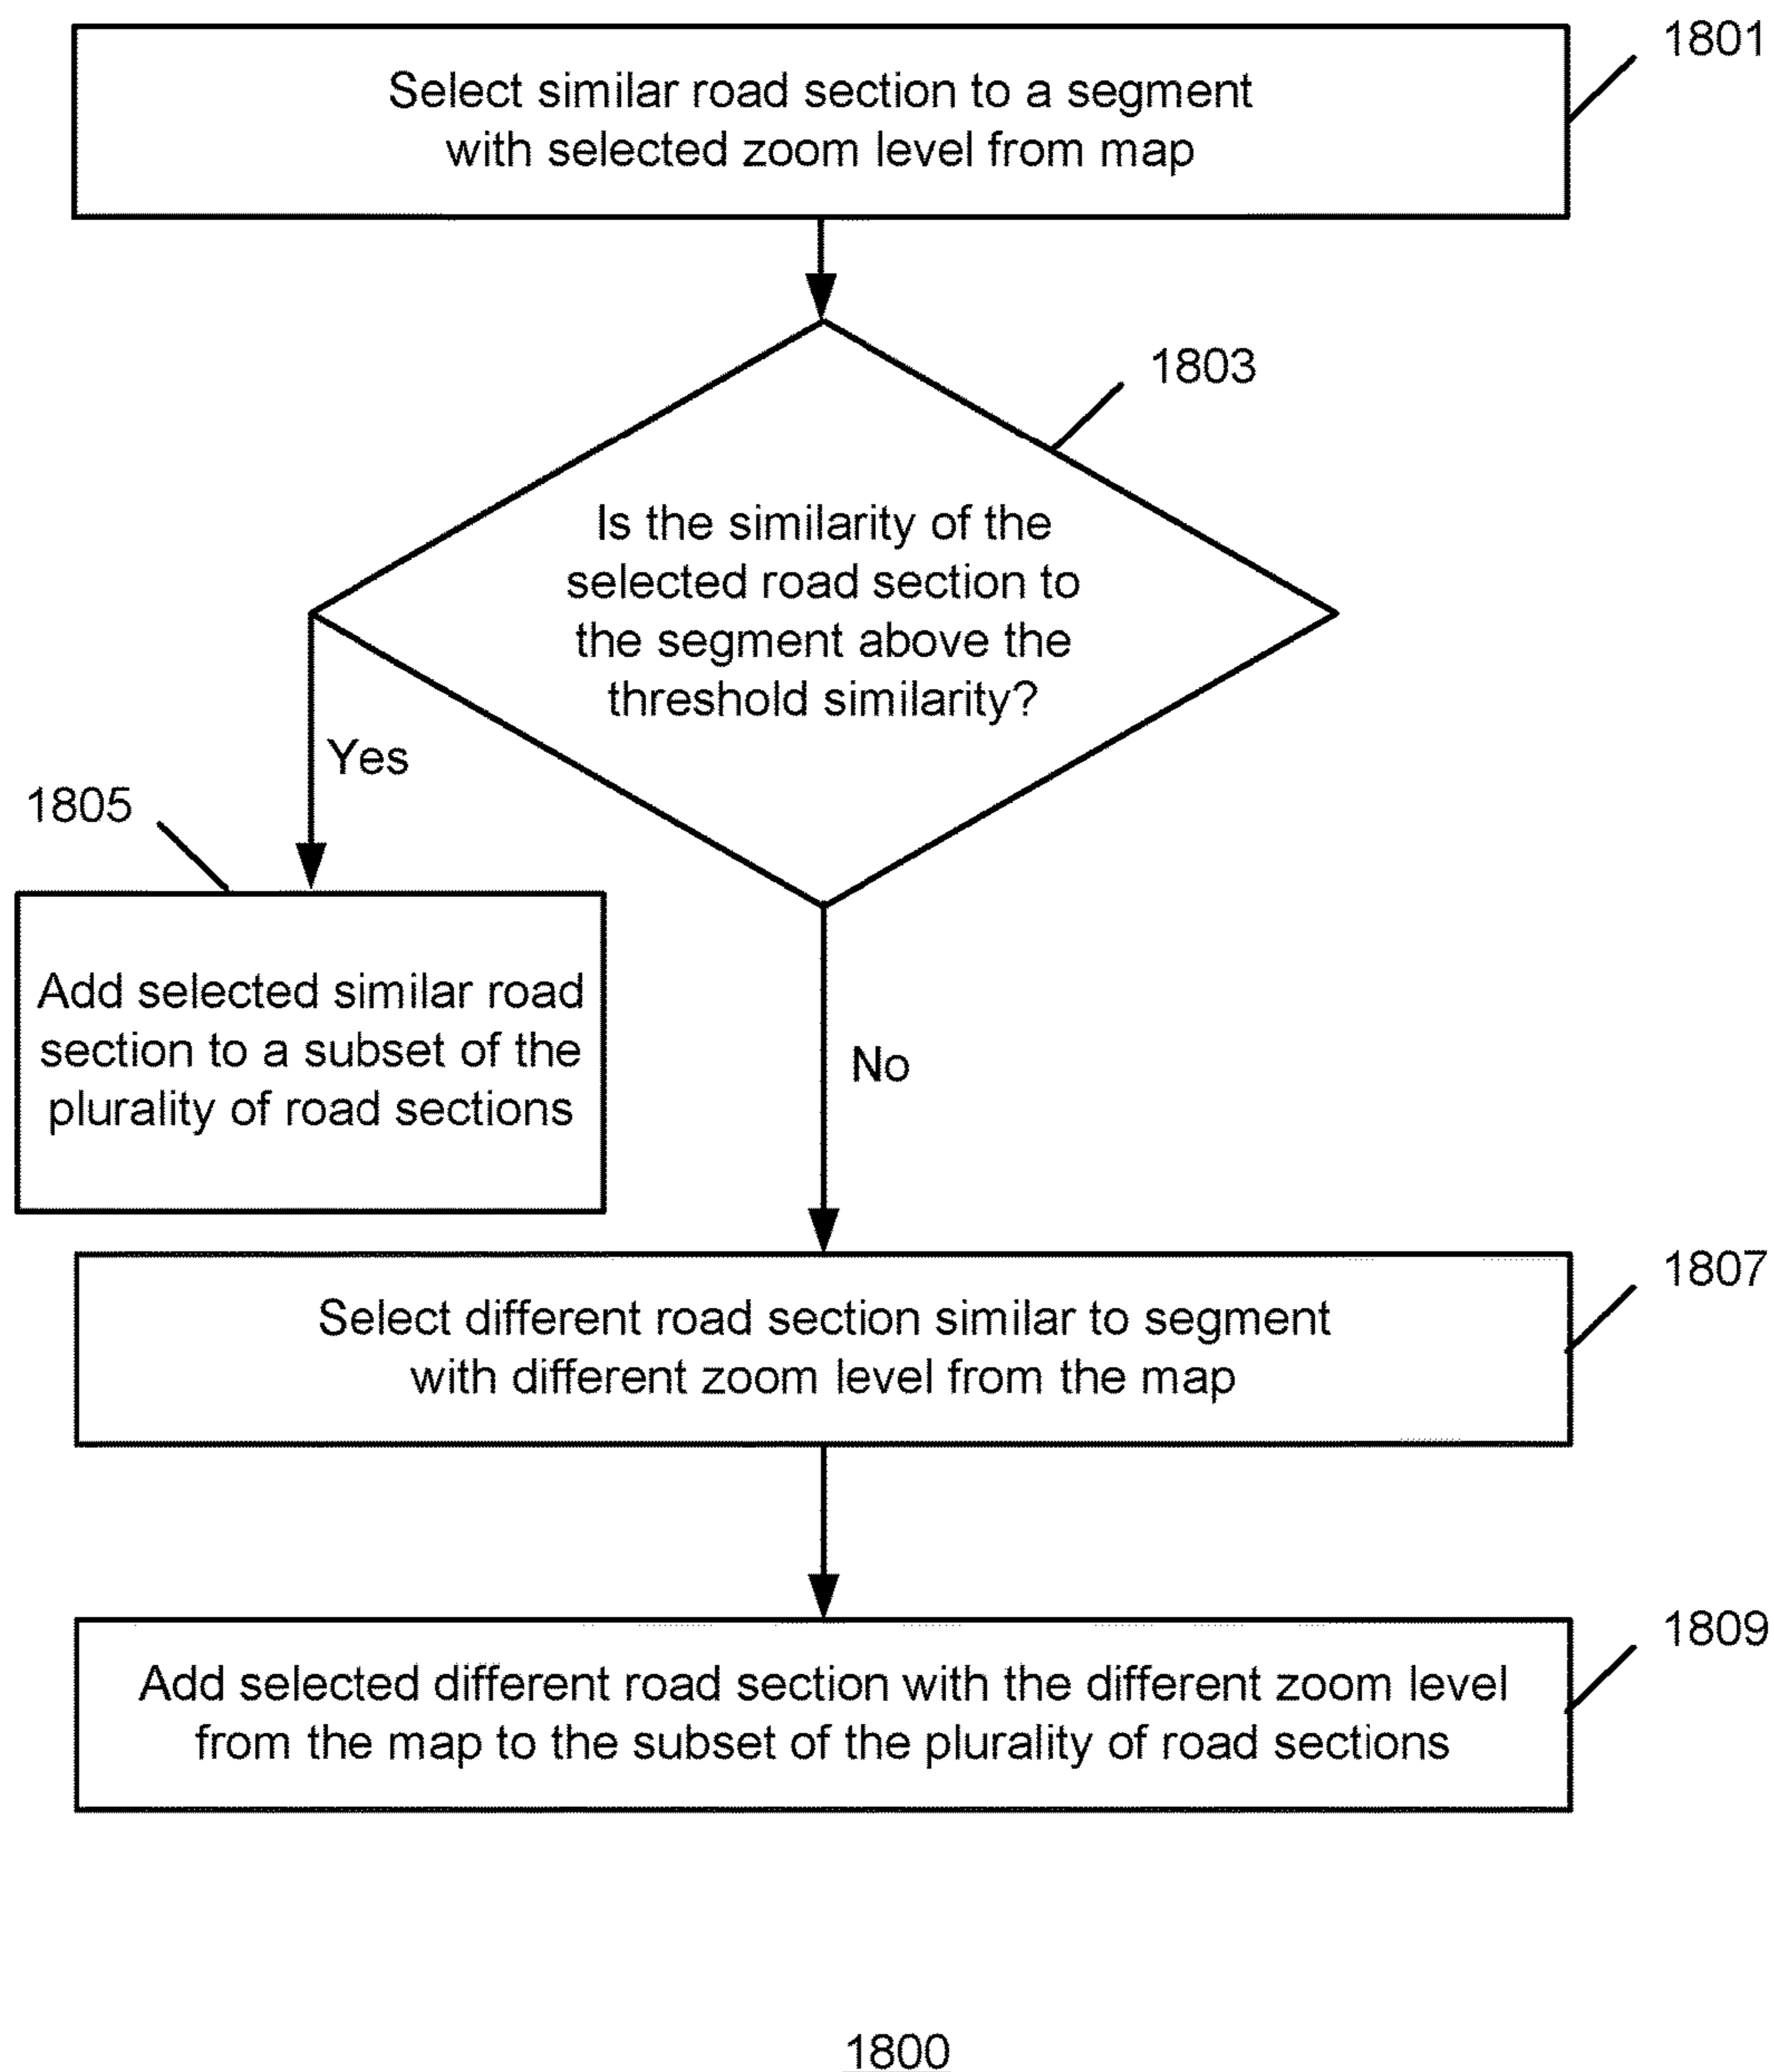 1801
Select similar road section to a segment
with selected zoom level from map
1803
Is the similarity of the
selected road section to
the segment above the
threshold similarity?
Yes
1805
Add selected similar road
section to a subset of the
plurality of road sections
No
1807
Select different road section similar to segment
with different zoom level from the map
1809
Add selected different road section with the different zoom level
from the map to the subset of the plurality of road sections
1800